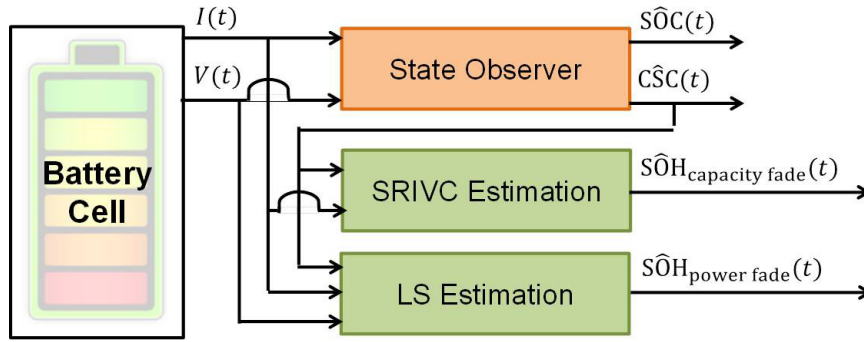 I(t)
V(t)
Battery
Cell
State Observer
SÔC(t)
CŜC(t)
SRIVC Estimation
SÔH_capacity fade(t)
LS Estimation
SÔH_power fade(t)